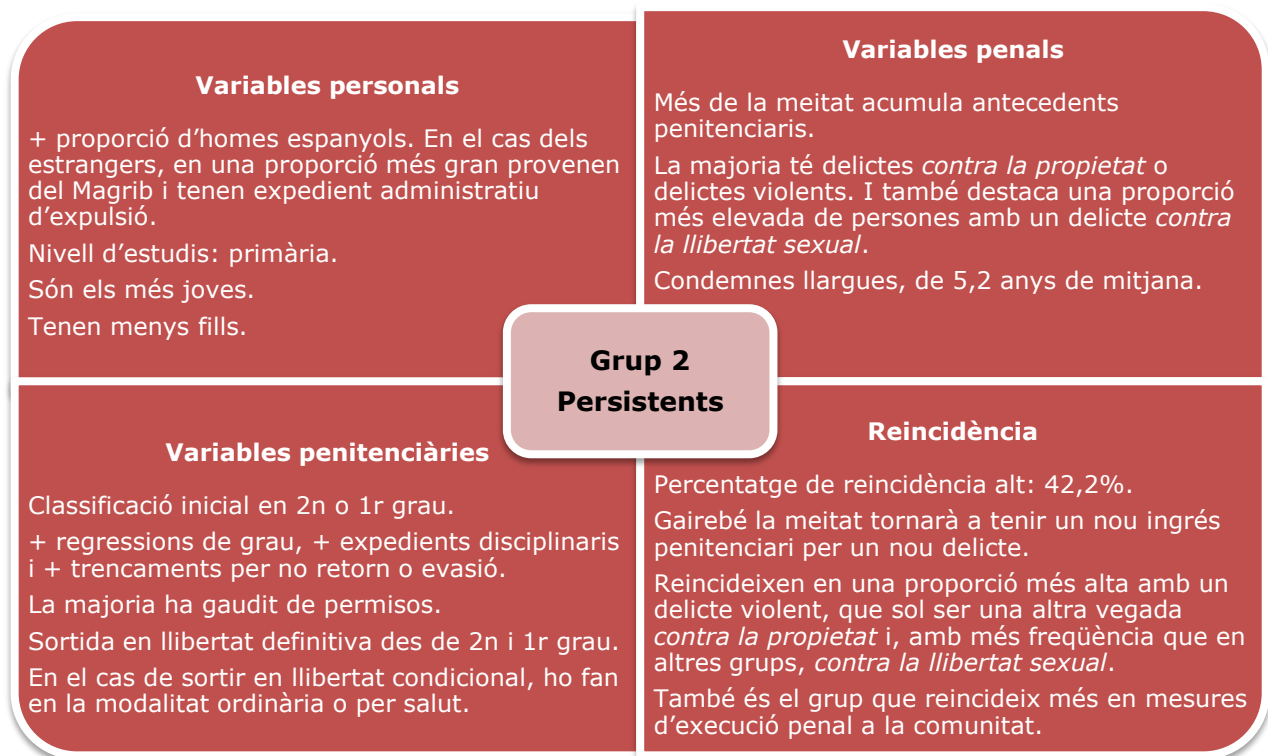 Variables personals
+ proporció d'homes espanyols. En el cas dels
estrangers, en una proporció més gran provenen
del Magrib i tenen expedient administratiu
d'expulsió.
Nivell d'estudis: primària.
Són els més joves.
Tenen menys fills.
Variables penals
Més de la meitat acumula antecedents
penitenciaris.
La majoria té delictes contra la propietat o
delictes violents. I també destaca una proporció
més elevada de persones amb un delicte contra
la llibertat sexual.
Condemnes llargues, de 5,2 anys de mitjana.
Grup 2
Persistents
Variables penitenciàries
Classificació inicial en 2n o 1r grau.
+ regressions de grau, + expedients disciplinaris
i + trencaments per no retorn o evasió.
La majoria ha gaudit de permisos.
Sortida en llibertat definitiva des de 2n i 1r grau.
En el cas de sortir en llibertat condicional, ho fan
en la modalitat ordinària o per salut.
Reincidència
Percentatge de reincidència alt: 42,2%.
Gairebé la meitat tornarà a tenir un nou ingrés
penitenciari per un nou delicte.
Reincideixen en una proporció més alta amb un
delicte violent, que sol ser una altra vegada
contra la propietat i, amb més freqüència que en
altres grups, contra la llibertat sexual.
També és el grup que reincideix més en mesures
d'execució penal a la comunitat.